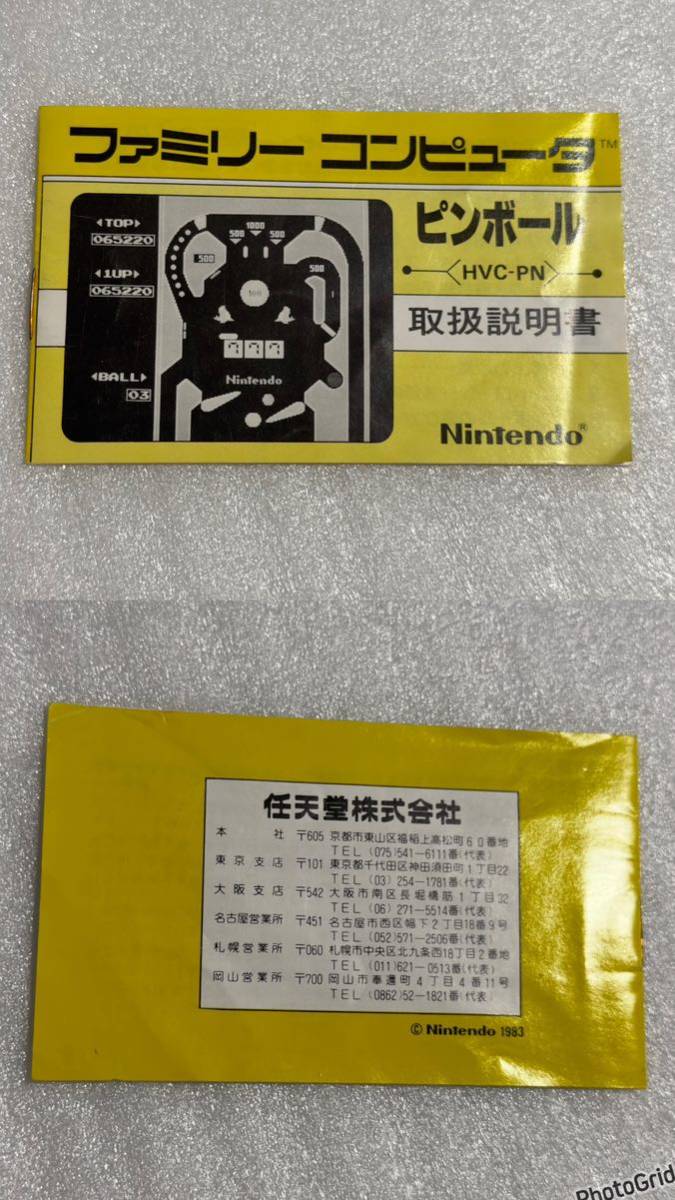 ファミリー コンピュータ™
ピンボール
HVC-PN
取扱説明書
Nintendo®
◀TOP▶
065220
◀1UP▶
065220
◀BALL▶
03
1000
500 500
500
500
100
777
Nintendo
任天堂株式会社
本社 〒605 京都市東山区福稲上高松町60番地
TEL (075)541-6111番(代表)
東京支店 〒101 東京都千代田区神田須田町1丁目22
TEL (03) 254-1781番(代表)
大阪支店 〒542 大阪市南区長堀橋筋1丁目32
TEL (06) 271-5514番(代表)
名古屋営業所 〒451 名古屋市西区幅下2丁目18番9号
TEL (052)571-2506番(代表)
札幌営業所 〒060 札幌市中央区北九条西18丁目2番地
TEL (011)621-0513番(代表)
岡山営業所 〒700 岡山市奉還町4丁目4番11号
TEL (0862)52-1821番(代表)
© Nintendo 1983
PhotoGrid